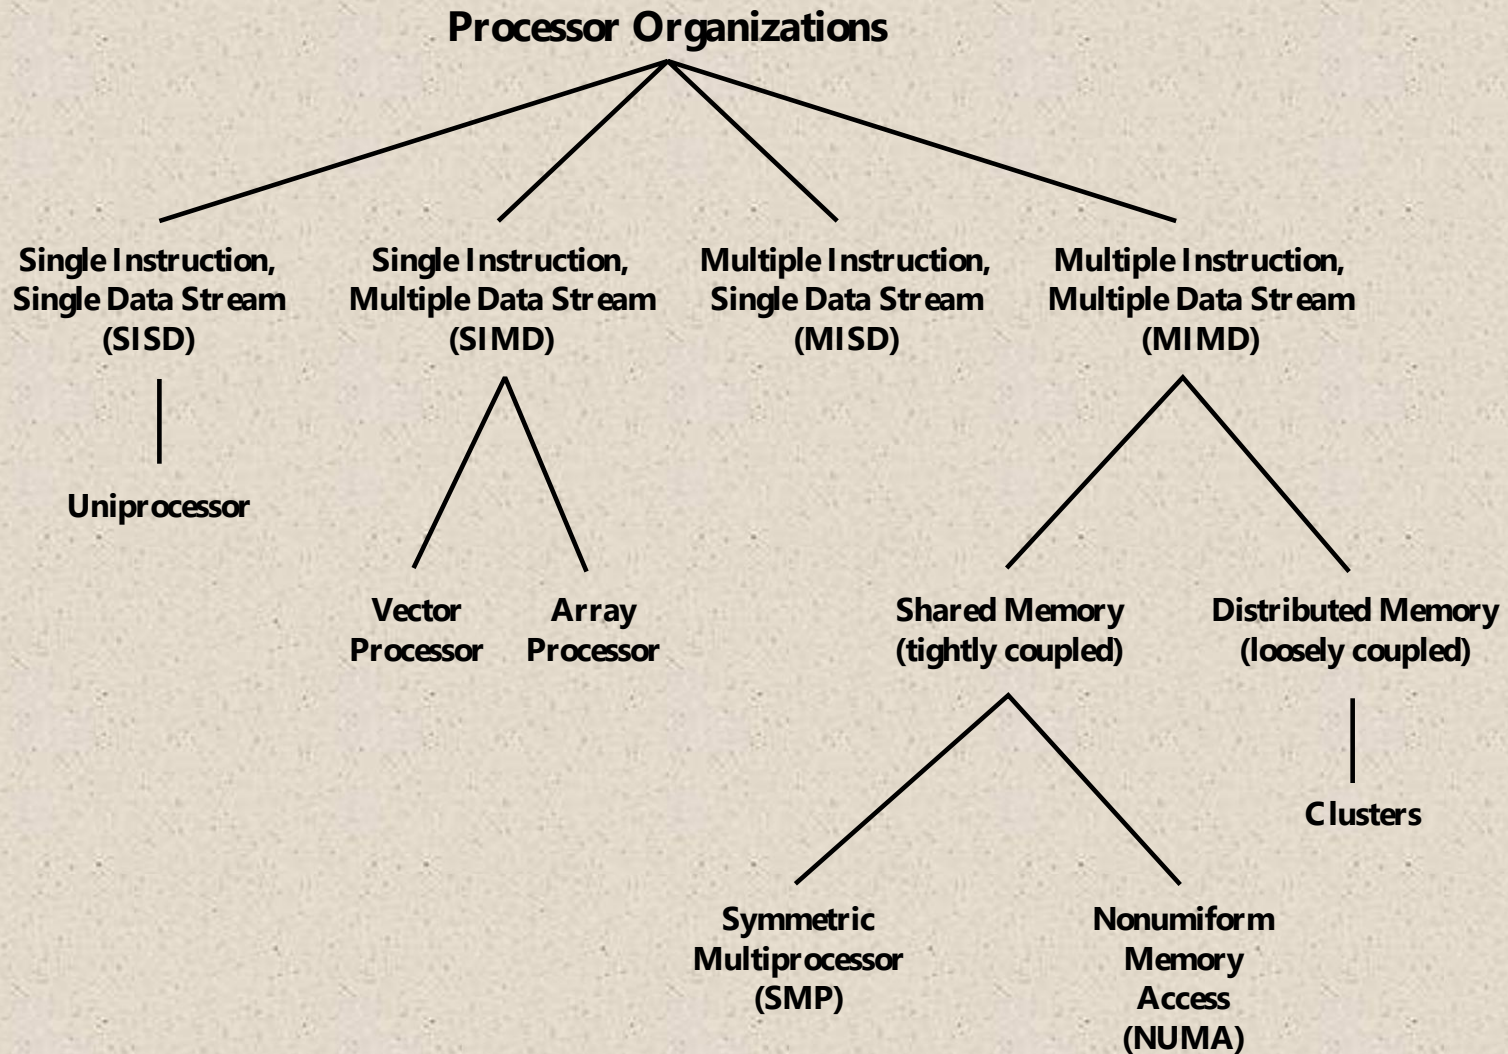 Processor Organizations
Single Instruction,
Single Data Stream
(SISD)
Single Instruction,
Multiple Data Stream
(SIMD)
Multiple Instruction,
Single Data Stream
(MISD)
Multiple Instruction,
Multiple Data Stream
(MIMD)
Uniprocessor
Vector
Processor
Array
Processor
Shared Memory
(tightly coupled)
Distributed Memory
(loosely coupled)
Clusters
Symmetric
Multiprocessor
(SMP)
Nonumiform
Memory
Access
(NUMA)